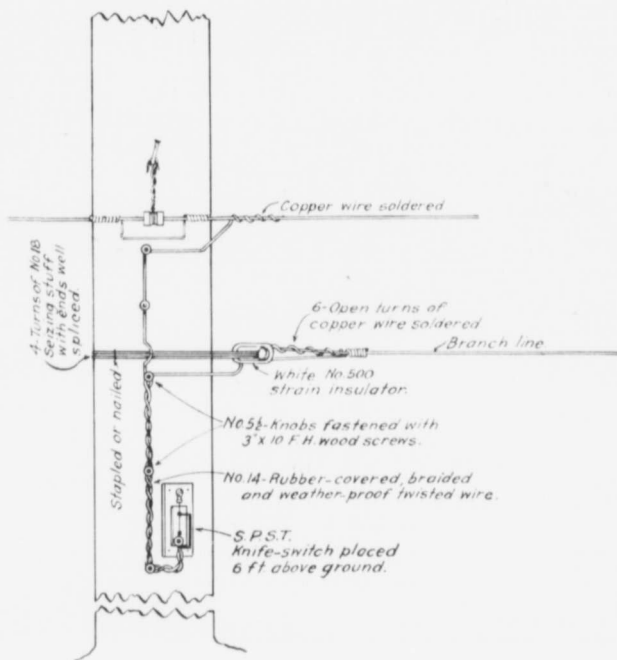 Copper wire soldered
4-Turns of No.18
Seizing stuff
with ends well
spliced.
6-Open turns of
copper wire soldered
Branch line
White No.500
strain insulator.
Stapled or nailed
No.5½-Knobs fastened with
3"x10 F.H. wood screws.
No.14-Rubber-covered, braided
and weather-proof twisted wire.
S.P.S.T.
Knife-switch placed
6 ft. above ground.